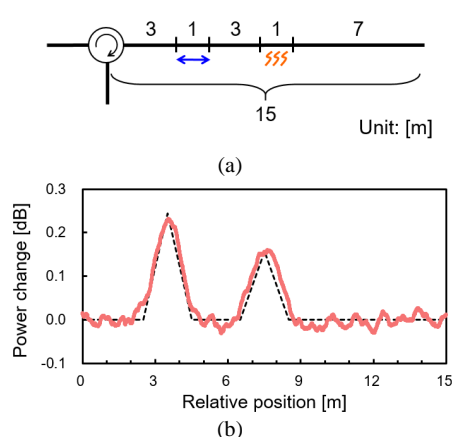 3 1 3 1 7
15
Unit: [m]
(a)
0.3
0.2
0.1
0.0
-0.1
Power change [dB]
0 3 6 9 12 15
Relative position [m]
(b)